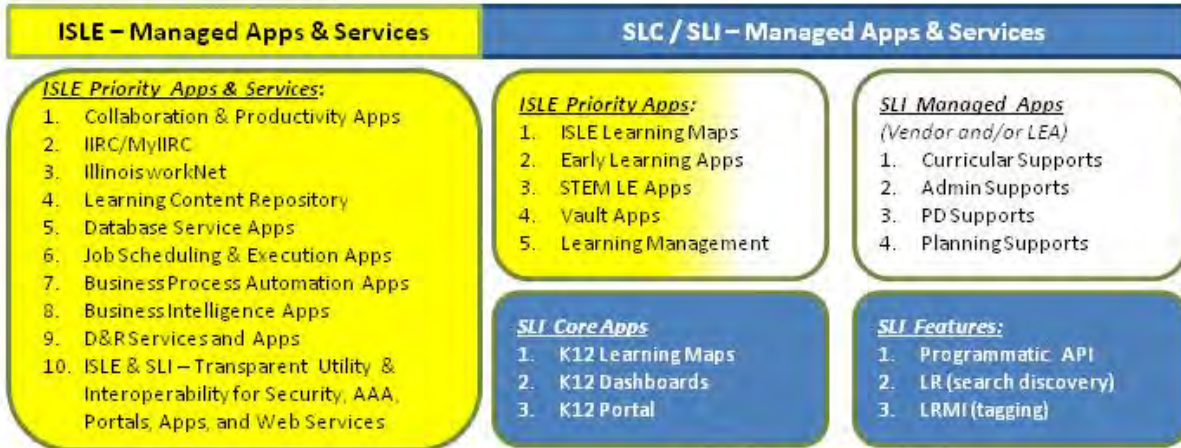 ISLE – Managed Apps & Services
SLC / SLI – Managed Apps & Services
ISLE Priority Apps & Services:
1. Collaboration & Productivity Apps
2. IIRC/MyIIRC
3. IllinoisworkNet
4. Learning Content Repository
5. Database Service Apps
6. Job Scheduling & Execution Apps
7. Business Process Automation Apps
8. Business Intelligence Apps
9. D&R Services and Apps
10. ISLE & SLI – Transparent Utility &
Interoperability for Security, AAA,
Portals, Apps, and Web Services
ISLE Priority Apps:
1. ISLE Learning Maps
2. Early Learning Apps
3. STEM LE Apps
4. Vault Apps
5. Learning Management
SLI Managed Apps
(Vendor and/or LEA)
1. Curricular Supports
2. Admin Supports
3. PD Supports
4. Planning Supports
SLI Core Apps
1. K12 Learning Maps
2. K12 Dashboards
3. K12 Portal
SLI Features:
1. Programmatic API
2. LR (search discovery)
3. LRMI (tagging)